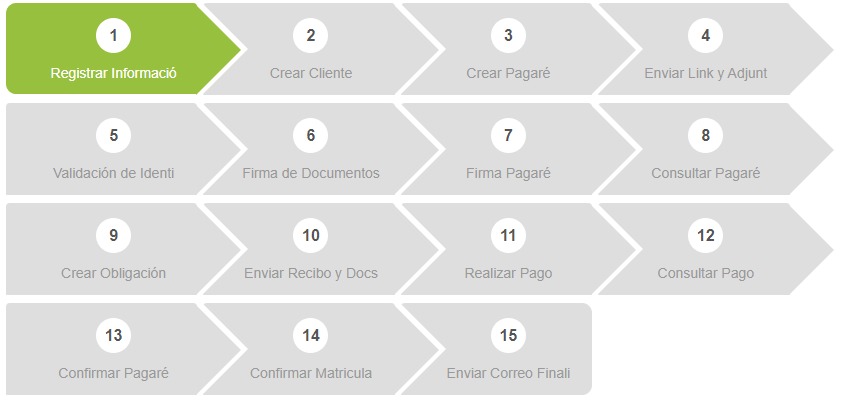 1 2 3 4
Registrar Informació Crear Cliente Crear Pagaré Enviar Link y Adjunt
5 6 7 8
Validación de Identi Firma de Documentos Firma Pagaré Consultar Pagaré
9 10 11 12
Crear Obligación Enviar Recibo y Docs Realizar Pago Consultar Pago
13 14 15
Confirmar Pagaré Confirmar Matricula Enviar Correo Finali